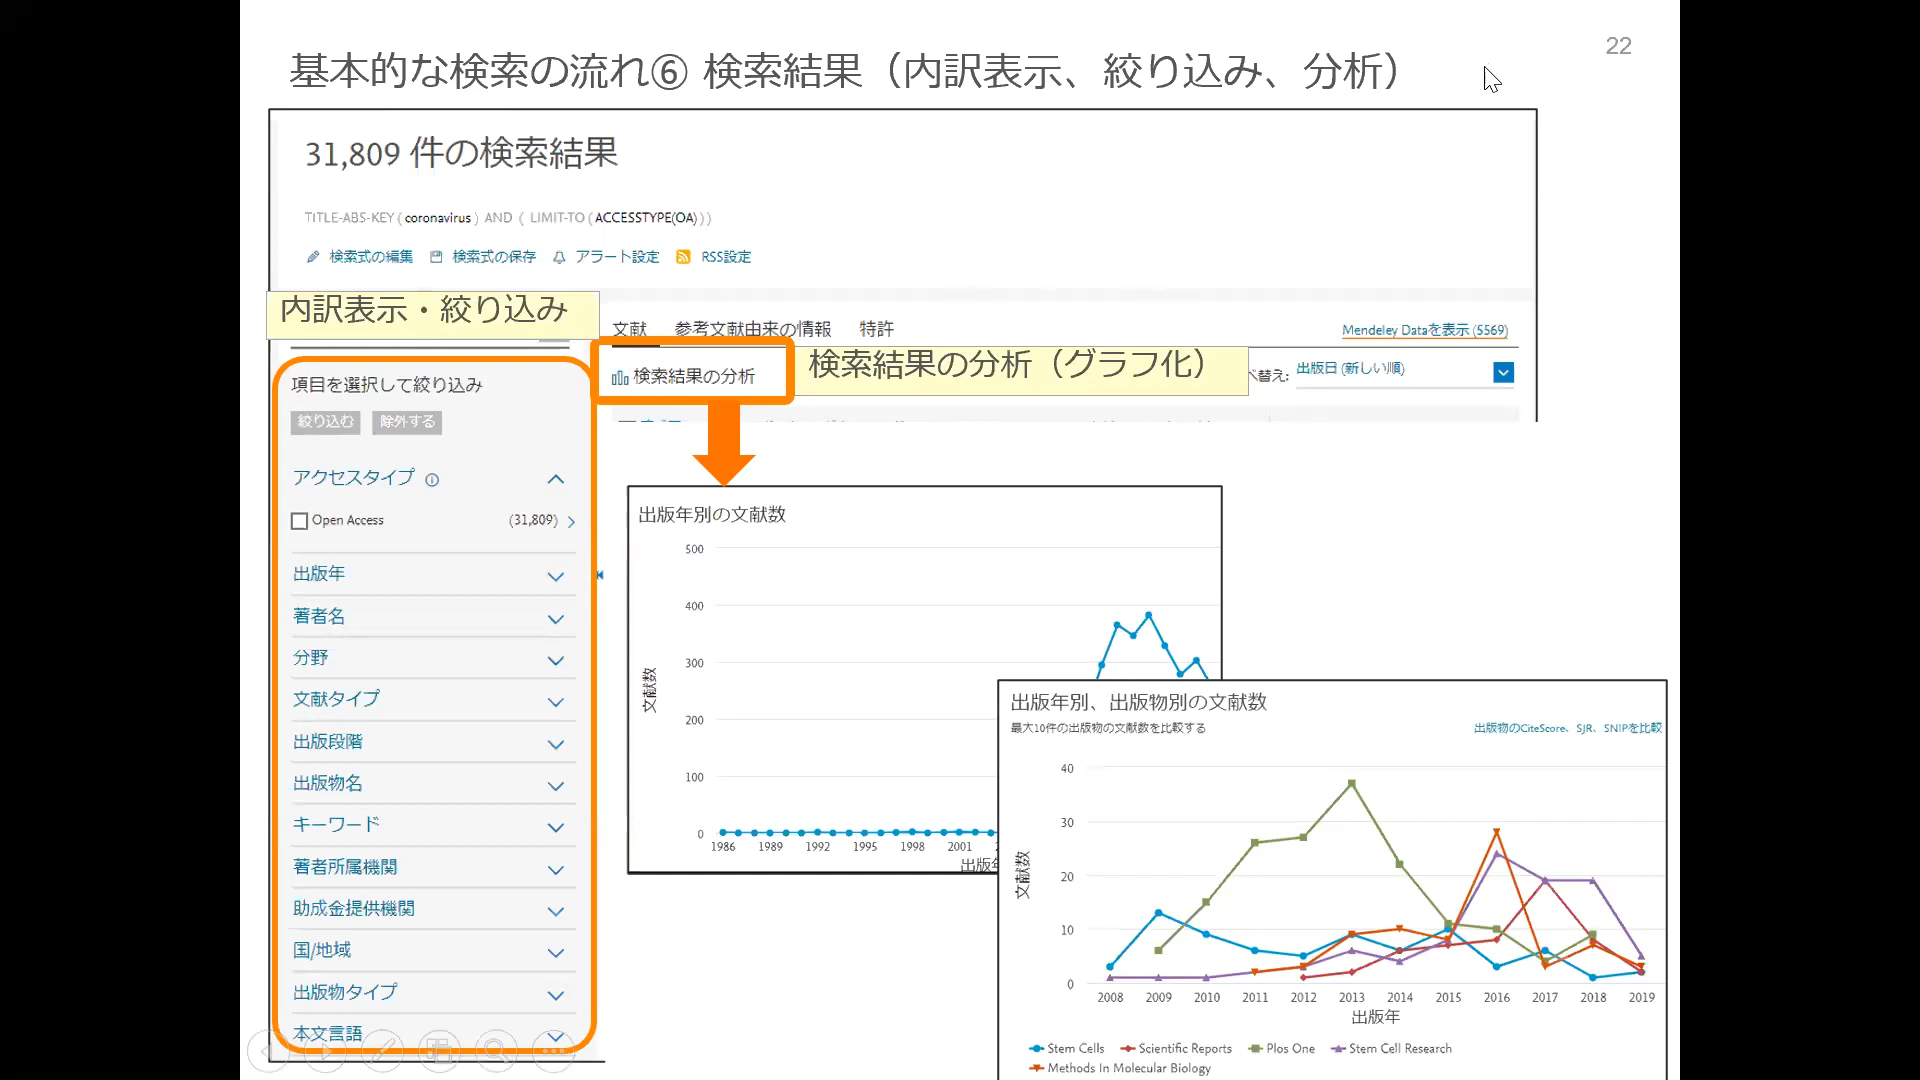 22
基本的な検索の流れ⑥ 検索結果（内訳表示、絞り込み、分析）
31,809 件の検索結果
TITLE-ABS-KEY ( coronavirus ) AND ( LIMIT-TO ( ACCESSTYPE(OA) ) )
検索式の編集 検索式の保存 アラート設定 RSS設定
内訳表示・絞り込み
文献 参考文献由来の情報 特許
Mendeley Dataを表示 (5569)
検索結果の分析
検索結果の分析（グラフ化）
べ替え: 出版日 (新しい順)
項目を選択して絞り込み
絞り込む 除外する
アクセスタイプ
Open Access (31,809)
出版年
著者名
分野
文献タイプ
出版段階
出版物名
キーワード
著者所属機関
助成金提供機関
国/地域
出版物タイプ
本文言語
出版年別の文献数
500
400
300
200
100
0
文献数
1986 1989 1992 1995 1998 2001
出版年
出版年別、出版物別の文献数
最大10件の出版物の文献数を比較する
出版物のCiteScore、SJR、SNIPを比較
40
30
20
10
0
文献数
2008 2009 2010 2011 2012 2013 2014 2015 2016 2017 2018 2019
出版年
Stem Cells Scientific Reports Plos One Stem Cell Research
Methods In Molecular Biology